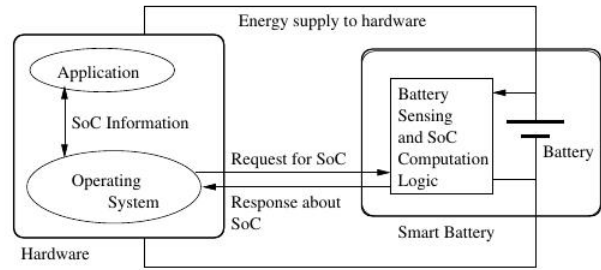 Energy supply to hardware
Application
SoC Information
Operating
System
Hardware
Request for SoC
Response about
SoC
Battery
Sensing
and SoC
Computation
Logic
Battery
Smart Battery